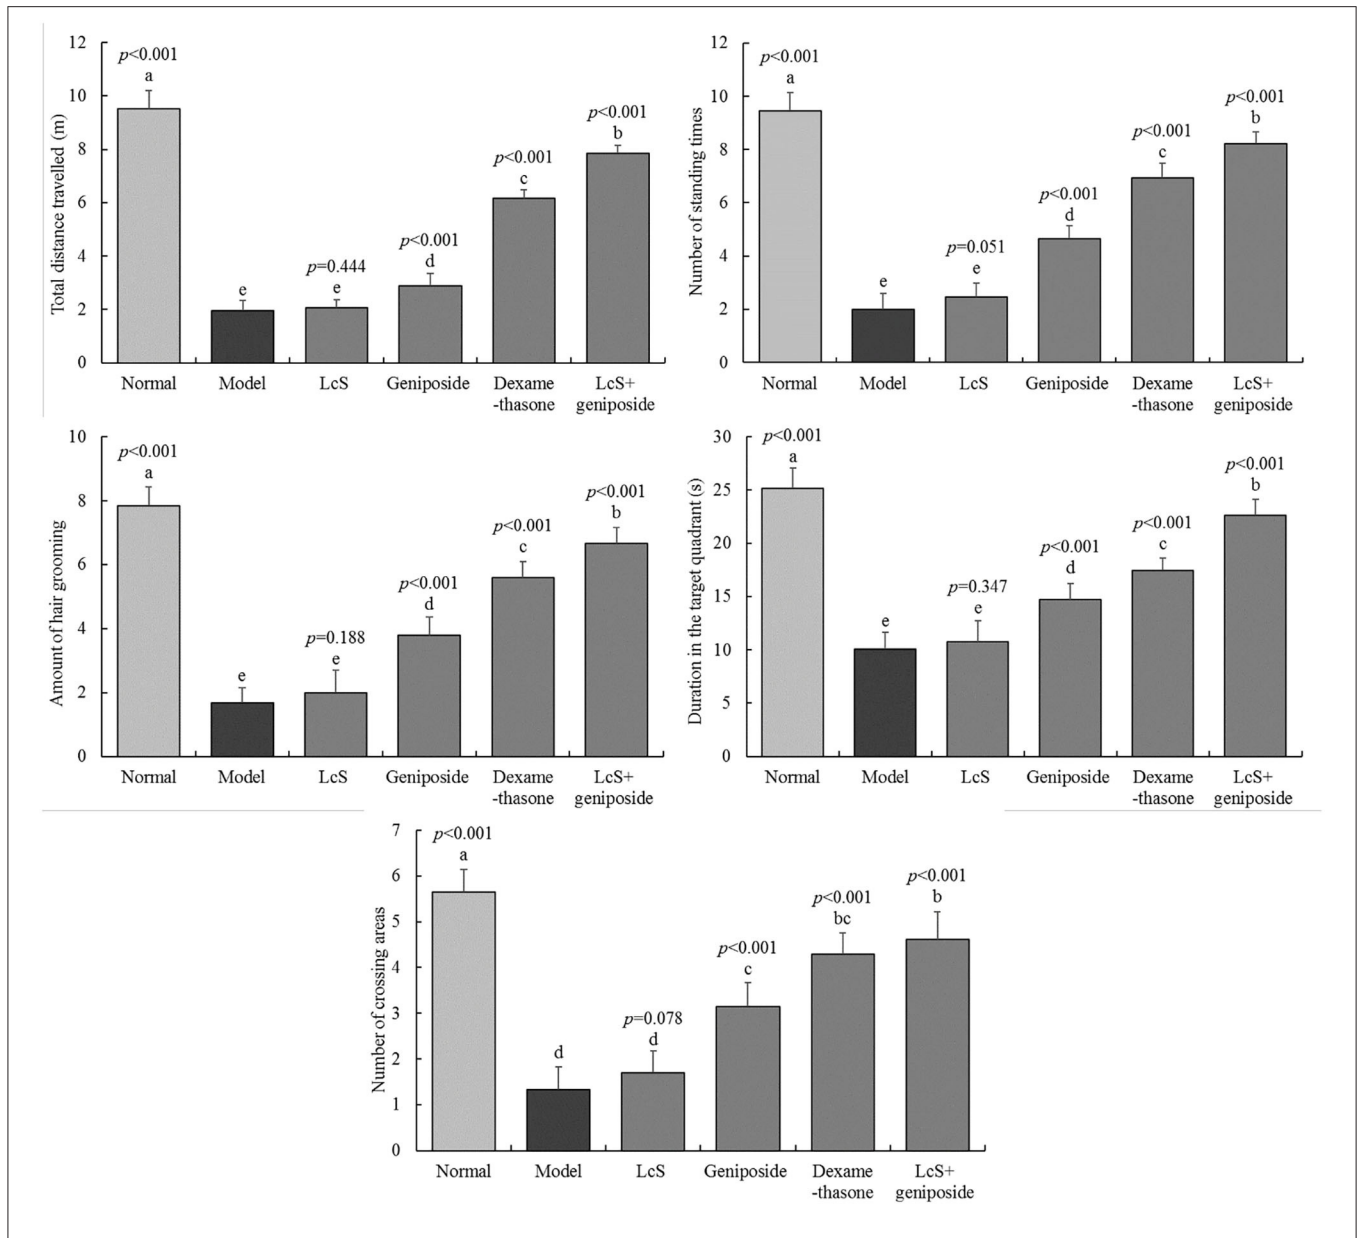 Total distance travelled (m)
12
10
8
6
4
2
0
p<0.001
a
e
p=0.444
e
p<0.001
d
p<0.001
c
p<0.001
b
Normal
Model
LcS
Geniposide
Dexame
-thasone
LcS+
geniposide
Number of standing times
12
10
8
6
4
2
0
p<0.001
a
e
p=0.051
e
p<0.001
d
p<0.001
c
p<0.001
b
Normal
Model
LcS
Geniposide
Dexame
-thasone
LcS+
geniposide
Amount of hair grooming
10
8
6
4
2
0
p<0.001
a
e
p=0.188
e
p<0.001
d
p<0.001
c
p<0.001
b
Normal
Model
LcS
Geniposide
Dexame
-thasone
LcS+
geniposide
Duration in the target quadrant (s)
30
25
20
15
10
5
0
p<0.001
a
e
p=0.347
e
p<0.001
d
p<0.001
c
p<0.001
b
Normal
Model
LcS
Geniposide
Dexame
-thasone
LcS+
geniposide
Number of crossing areas
7
6
5
4
3
2
1
0
p<0.001
a
d
p=0.078
d
p<0.001
c
p<0.001
bc
p<0.001
b
Normal
Model
LcS
Geniposide
Dexame
-thasone
LcS+
geniposide